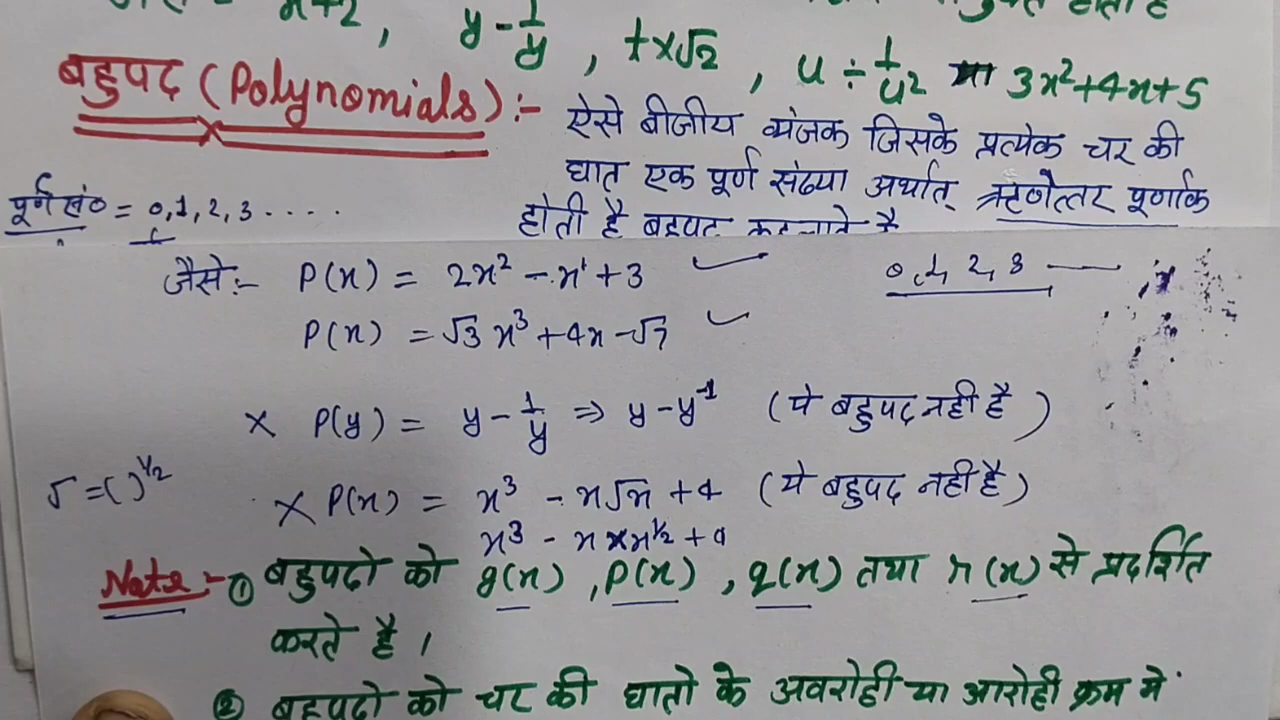 x+2, y-1/y, t×√2, u÷1/u² या 3x²+4x+5
बहुपद (Polynomials):- ऐसे बीजीय व्यंजक जिसके प्रत्येक चर की
घात एक पूर्ण संख्या अर्थात् ऋणेत्तर पूर्णांक
पूर्ण सं० = 0,1,2,3 .....
होती है बहुपद कहलाते है
जैसे:- P(x) = 2x² - x¹ + 3 ✓ 0,1,2,3 —
P(x) = √3 x³ + 4x - √7 ✓
× P(y) = y - 1/y ⇒ y - y⁻¹ (ये बहुपद नही है)
√ = ( )^1/2
× P(x) = x³ - x√x + 4 (ये बहुपद नही है)
x³ - x × x^1/2 + 4
Note:- ① बहुपदो को g(x), p(x), q(x) तथा r(x) से प्रदर्शित
करते है ।
② बहुपदो को चर की घातो के अवरोही या आरोही क्रम मे